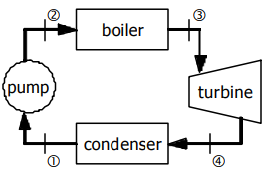 ② ③
boiler
pump
turbine
condenser
① ④